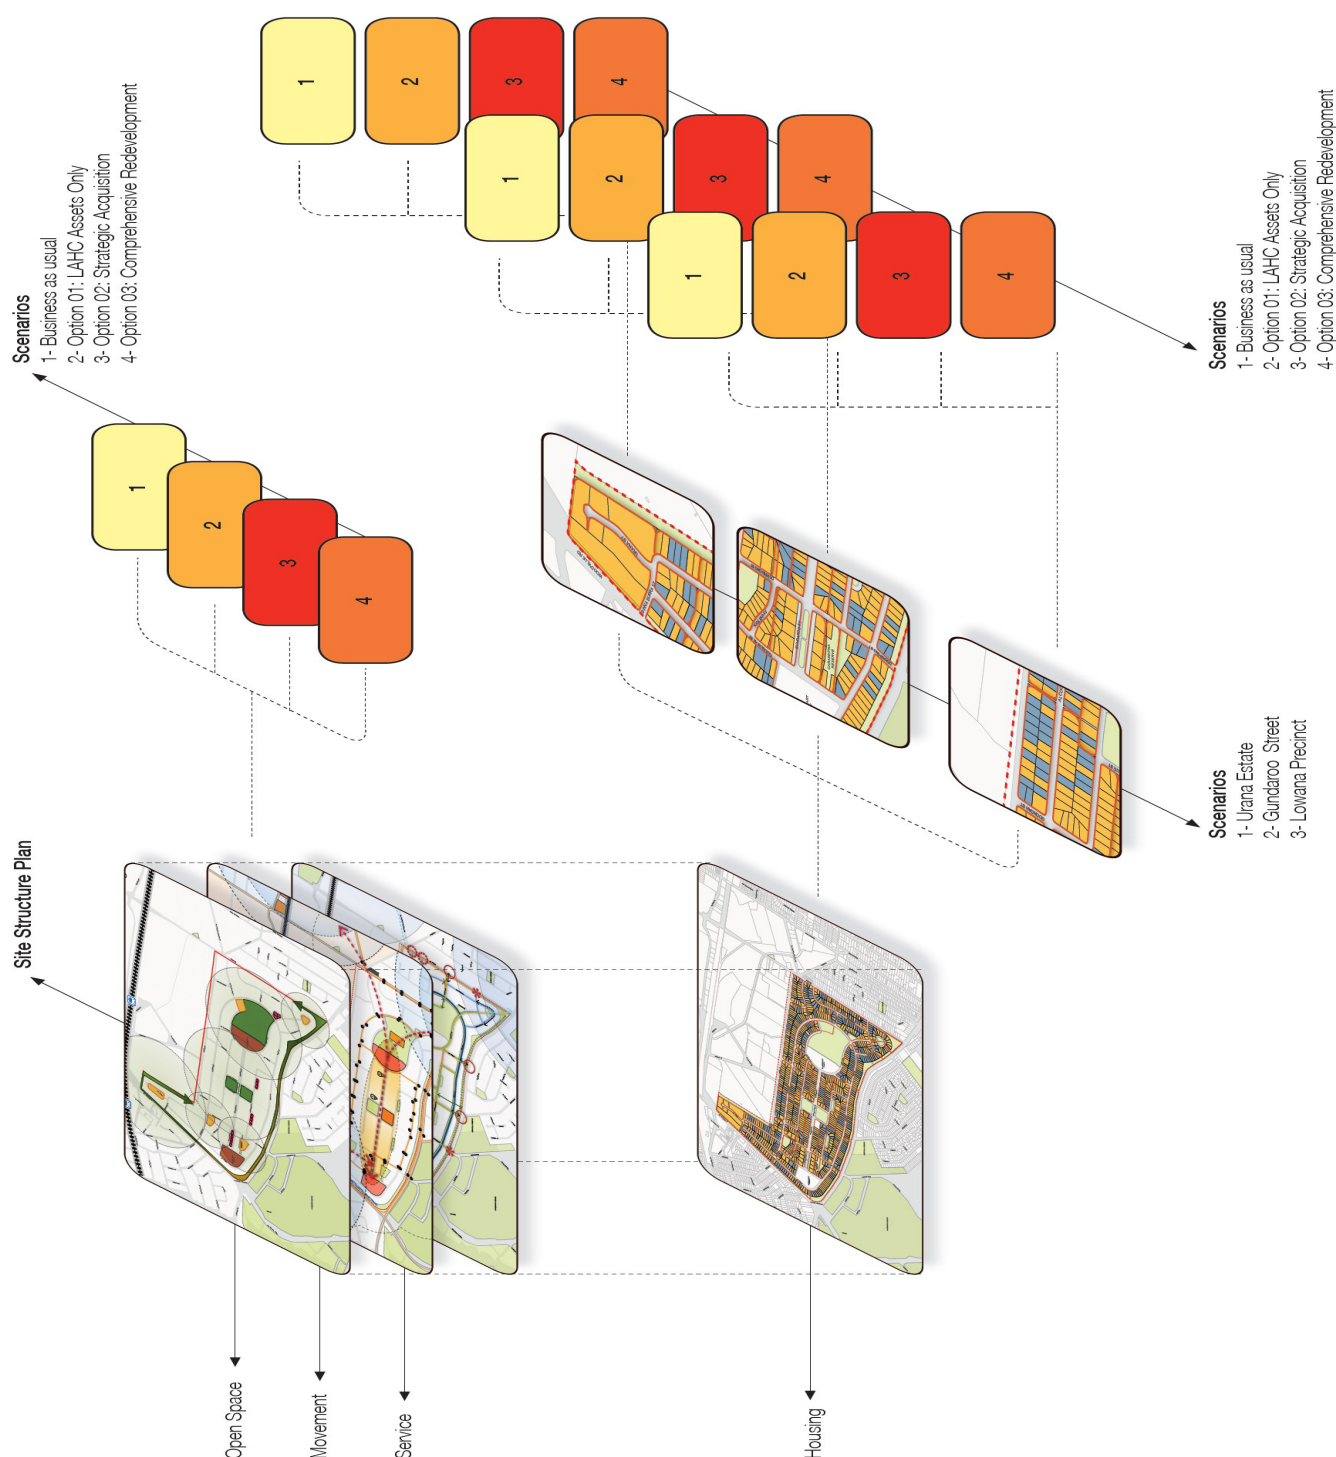 Site Structure Plan
Open Space
Movement
Service
Housing
Scenarios
1- Business as usual
2- Option 01: LAHC Assets Only
3- Option 02: Strategic Acquisition
4- Option 03: Comprehensive Redevelopment
1
2
3
4
Scenarios
1- Urana Estate
2- Gundaroo Street
3- Lowana Precinct
1
2
3
4
1
2
3
4
1
2
3
4
Scenarios
1- Business as usual
2- Option 01: LAHC Assets Only
3- Option 02: Strategic Acquisition
4- Option 03: Comprehensive Redevelopment